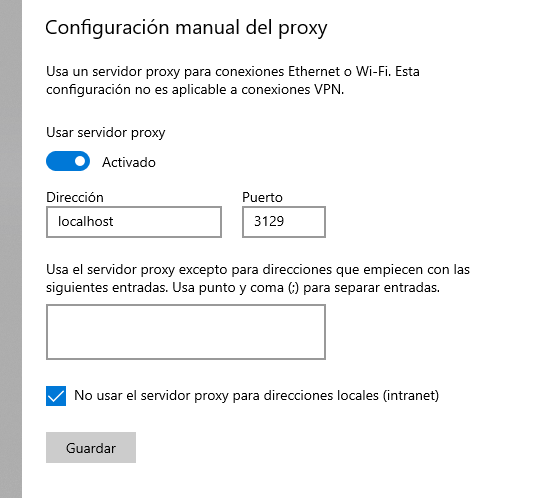 Configuración manual del proxy
Usa un servidor proxy para conexiones Ethernet o Wi-Fi. Esta
configuración no es aplicable a conexiones VPN.
Usar servidor proxy
Activado
Dirección Puerto
localhost 3129
Usa el servidor proxy excepto para direcciones que empiecen con las
siguientes entradas. Usa punto y coma (;) para separar entradas.
No usar el servidor proxy para direcciones locales (intranet)
Guardar